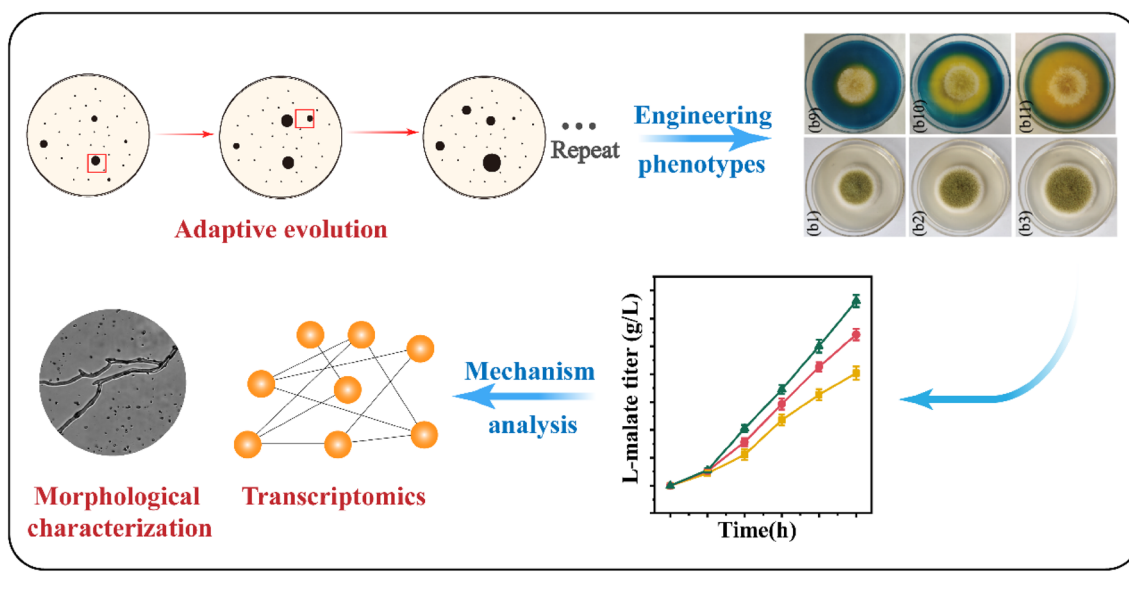 (b9)
(b10)
(b11)
Engineering
phenotypes
Repeat
Adaptive evolution
(b1)
(b2)
(b3)
L-malate titer (g/L)
Time(h)
Mechanism
analysis
Morphological
characterization
Transcriptomics